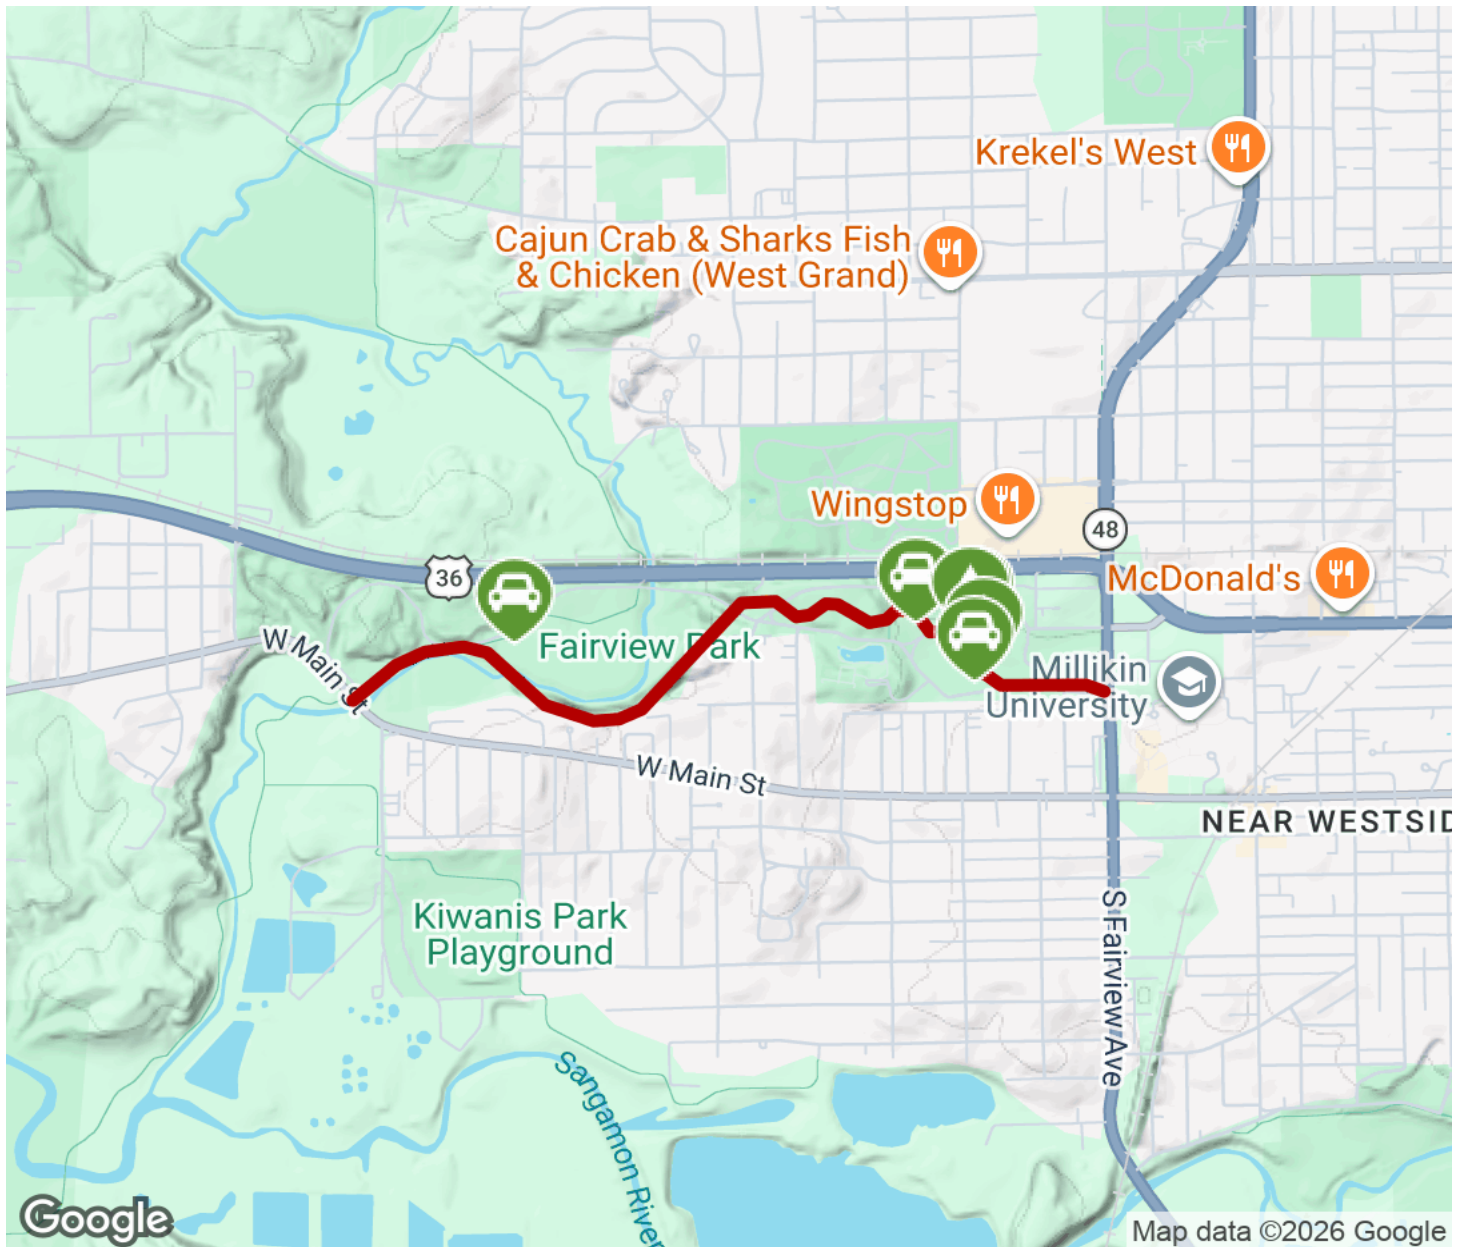 Krekel's West
Cajun Crab & Sharks Fish
& Chicken (West Grand)
Wingstop
48
36
McDonald's
W Main St
Fairview Park
Millikin
University
W Main St
NEAR WESTSID
Kiwanis Park
Playground
S Fairview Ave
Sangamon River
Google
Map data ©2026 Google